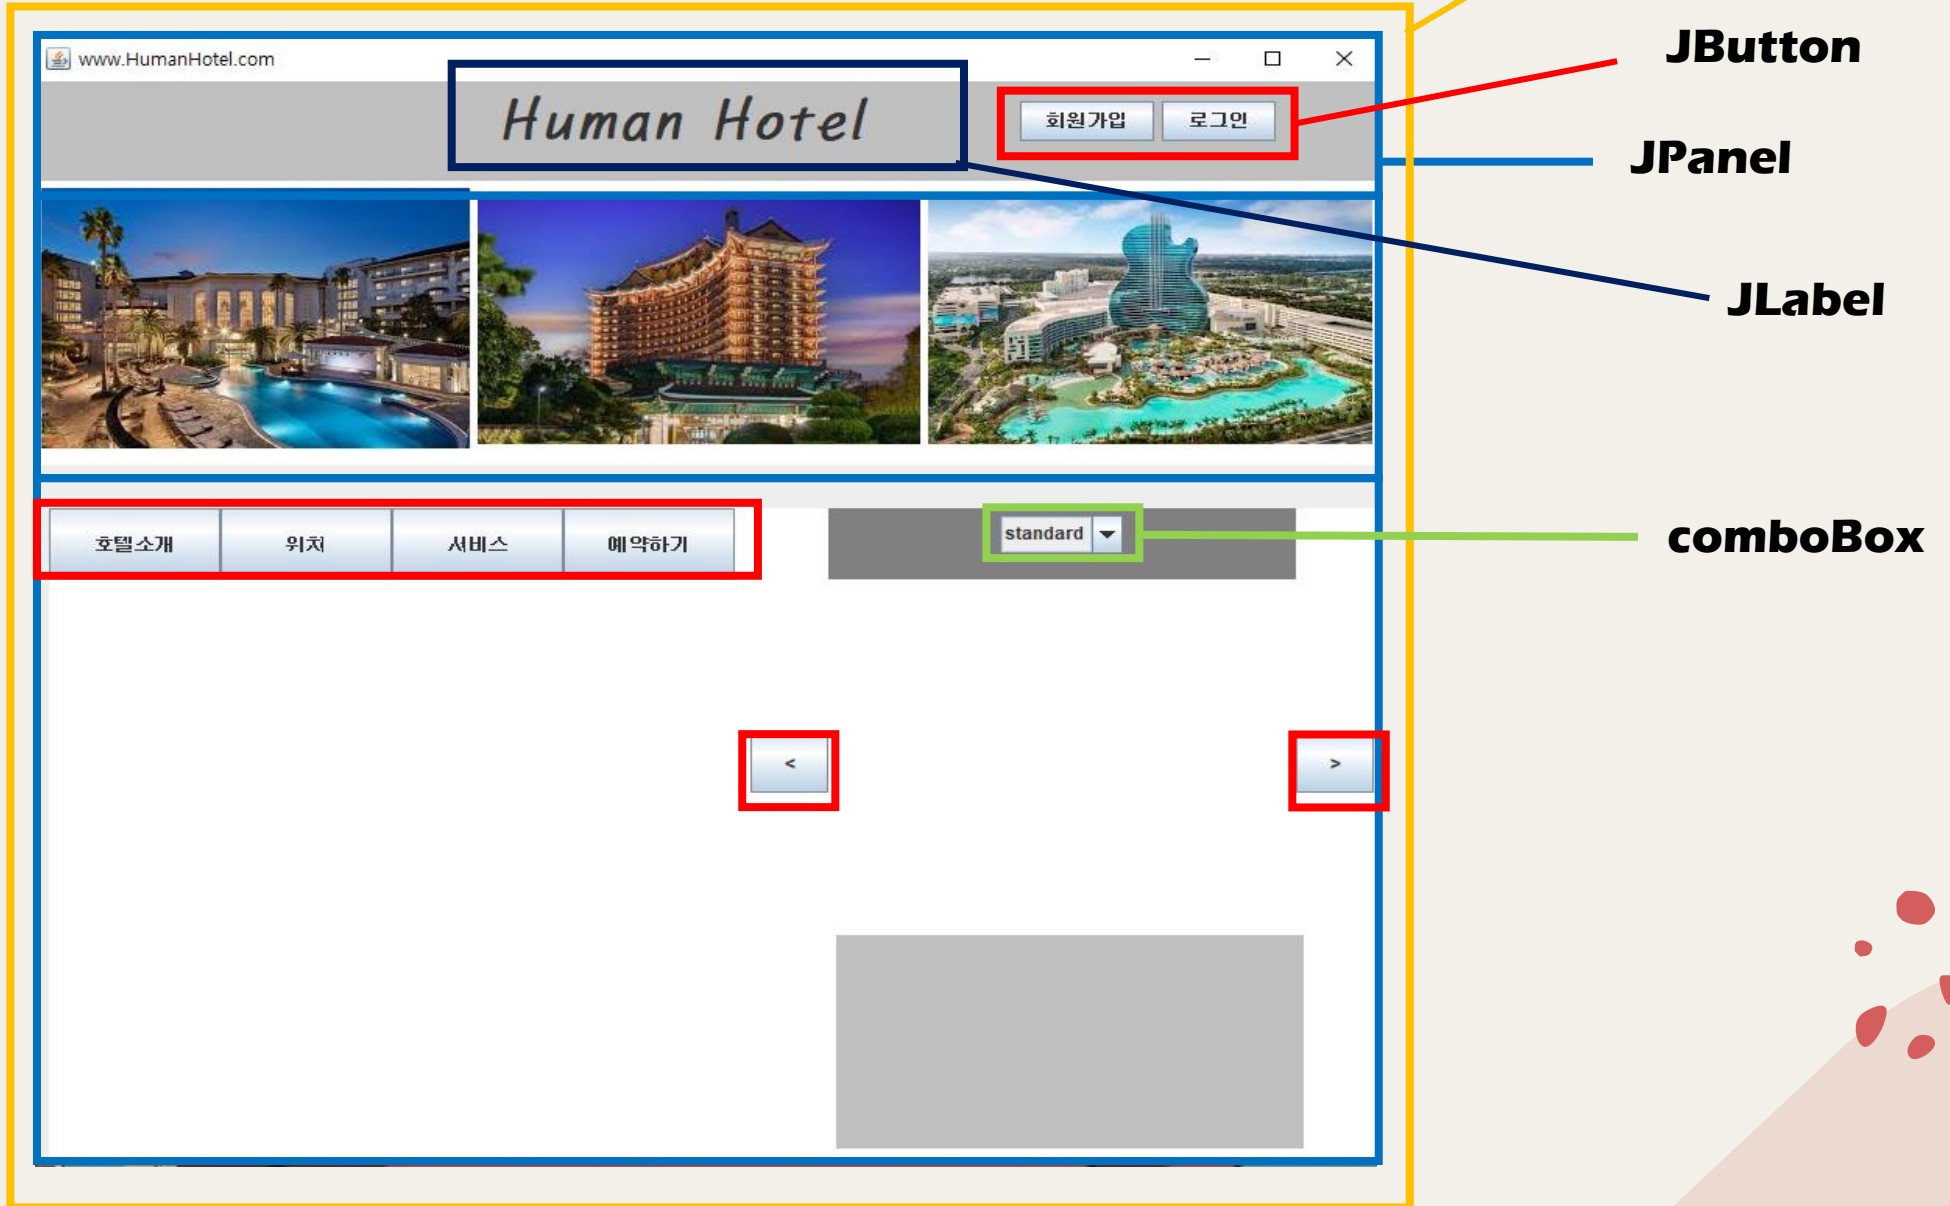 JButton
www.HumanHotel.com
Human Hotel
회원가입 로그인
JPanel
JLabel
호텔소개 위치 서비스 예약하기
standard
comboBox
< >